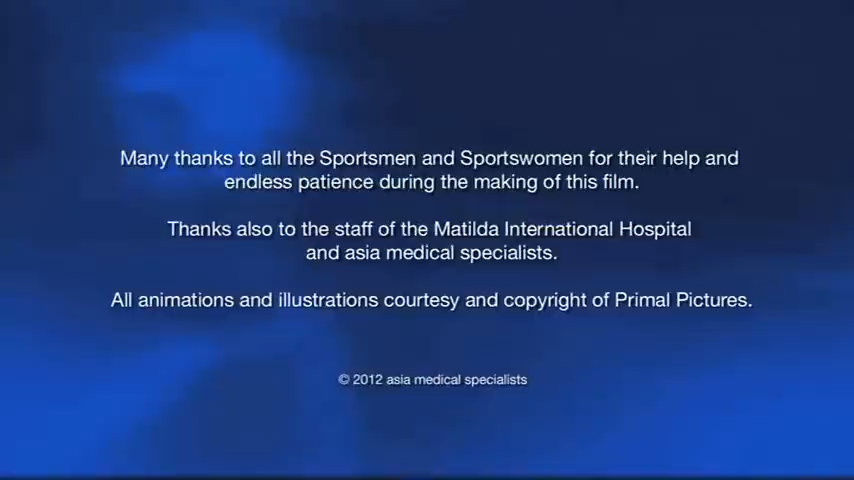 Many thanks to all the Sportsmen and Sportswomen for their help and
endless patience during the making of this film.
Thanks also to the staff of the Matilda International Hospital
and asia medical specialists.
All animations and illustrations courtesy and copyright of Primal Pictures.
© 2012 asia medical specialists